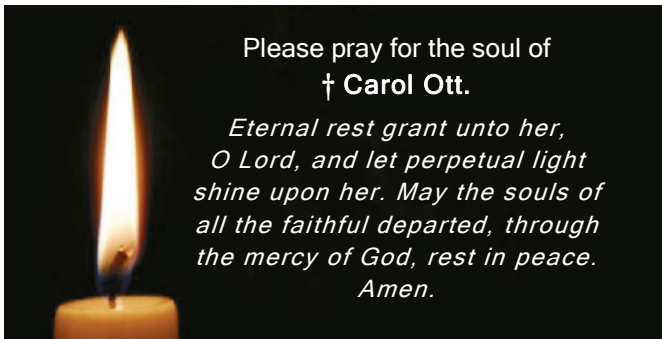 Please pray for the soul of
† Carol Ott.
Eternal rest grant unto her,
O Lord, and let perpetual light
shine upon her. May the souls of
all the faithful departed, through
the mercy of God, rest in peace.
Amen.